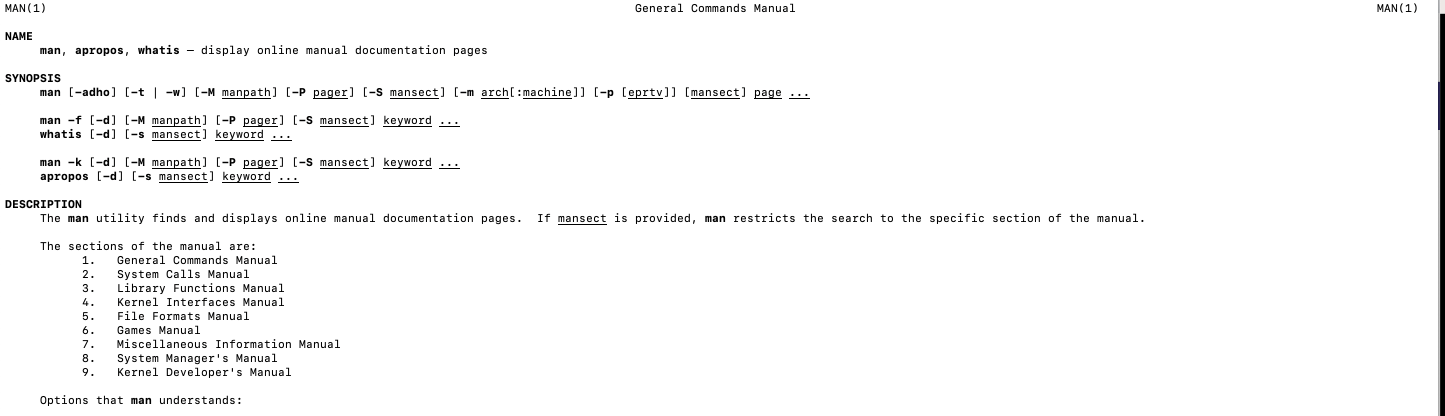 MAN(1) General Commands Manual MAN(1)
NAME
man, apropos, whatis – display online manual documentation pages
SYNOPSIS
man [-adho] [-t | -w] [-M manpath] [-P pager] [-S mansect] [-m arch[:machine]] [-p [eprtv]] [mansect] page ...
man -f [-d] [-M manpath] [-P pager] [-S mansect] keyword ...
whatis [-d] [-s mansect] keyword ...
man -k [-d] [-M manpath] [-P pager] [-S mansect] keyword ...
apropos [-d] [-s mansect] keyword ...
DESCRIPTION
The man utility finds and displays online manual documentation pages.  If mansect is provided, man restricts the search to the specific section of the manual.
The sections of the manual are:
1.   General Commands Manual
2.   System Calls Manual
3.   Library Functions Manual
4.   Kernel Interfaces Manual
5.   File Formats Manual
6.   Games Manual
7.   Miscellaneous Information Manual
8.   System Manager's Manual
9.   Kernel Developer's Manual
Options that man understands: